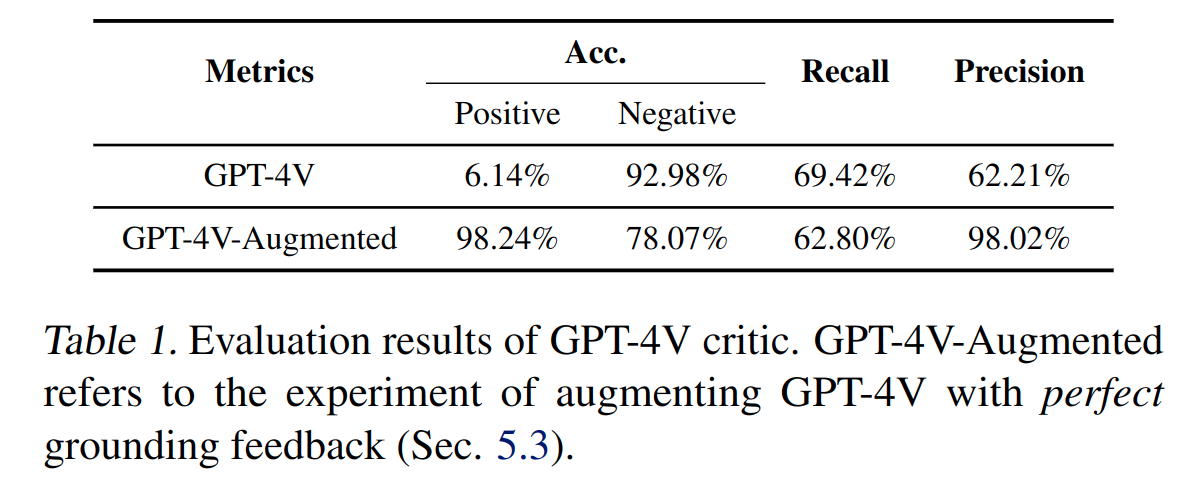 Metrics Acc. Recall Precision
Positive Negative
GPT-4V 6.14% 92.98% 69.42% 62.21%
GPT-4V-Augmented 98.24% 78.07% 62.80% 98.02%
Table 1. Evaluation results of GPT-4V critic. GPT-4V-Augmented
refers to the experiment of augmenting GPT-4V with perfect
grounding feedback (Sec. 5.3).